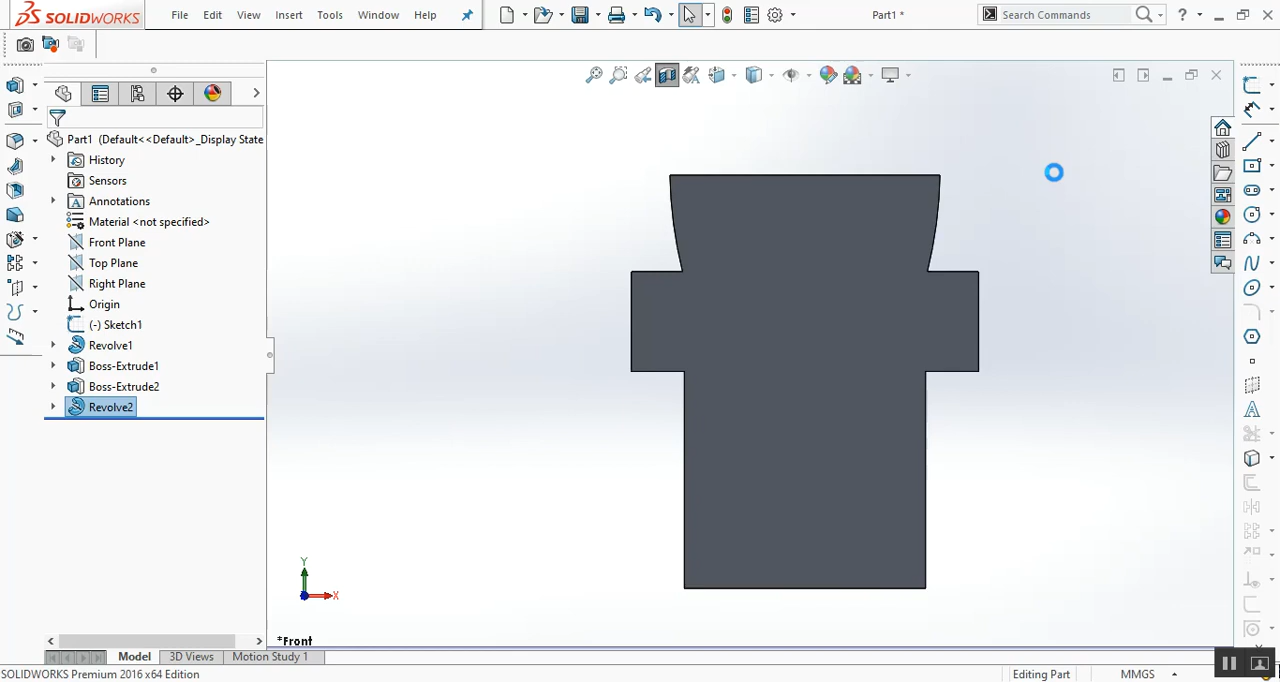 SOLIDWORKS File Edit View Insert Tools Window Help Part1 * Search Commands ?
Part1 (Default<<Default>_Display State
History
Sensors
Annotations
Material <not specified>
Front Plane
Top Plane
Right Plane
Origin
(-) Sketch1
Revolve1
Boss-Extrude1
Boss-Extrude2
Revolve2
Y
X
*Front
Model 3D Views Motion Study 1
SOLIDWORKS Premium 2016 x64 Edition Editing Part MMGS